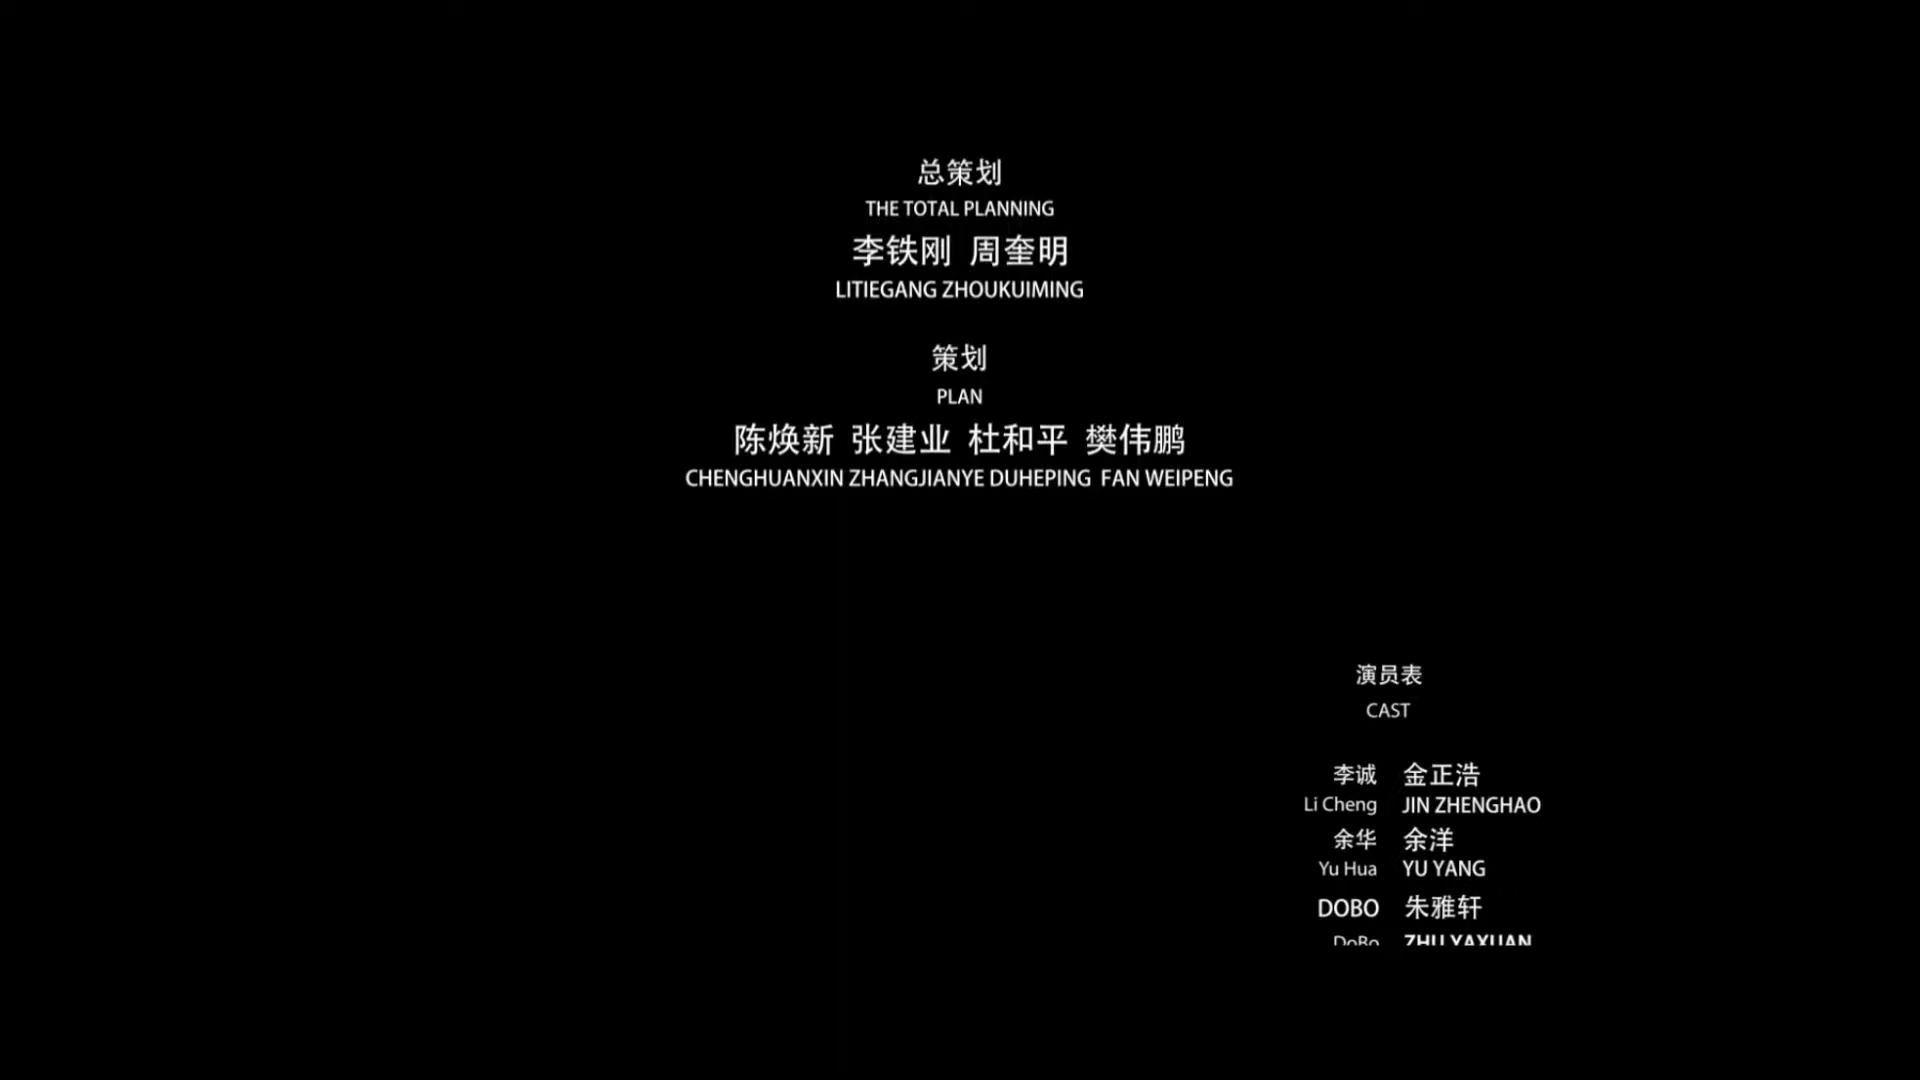 总策划
THE TOTAL PLANNING
李铁刚 周奎明
LITIEGANG ZHOUKUIMING
策划
PLAN
陈焕新 张建业 杜和平 樊伟鹏
CHENGHUANXIN ZHANGJIANYE DUHEPING FAN WEIPENG
演员表
CAST
李诚 金正浩
Li Cheng JIN ZHENGHAO
余华 余洋
Yu Hua YU YANG
DOBO 朱雅轩
DoBo ZHU YAXUAN